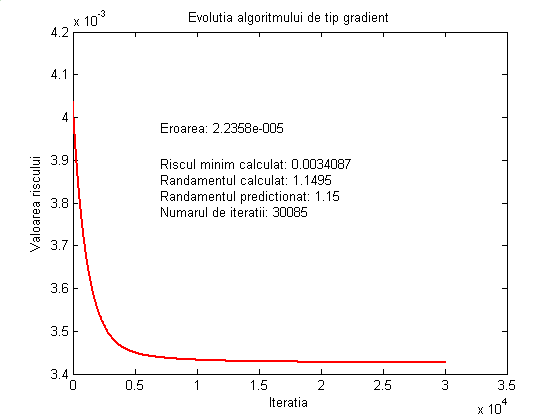 Evolutia algoritmului de tip gradient
x 10^-3
4.2
4.1
4
3.9
3.8
3.7
3.6
3.5
3.4
Valoarea riscului
Eroarea: 2.2358e-005
Riscul minim calculat: 0.0034087
Randamentul calculat: 1.1495
Randamentul predictionat: 1.15
Numarul de iteratii: 30085
0 0.5 1 1.5 2 2.5 3 3.5
Iteratia
x 10^4